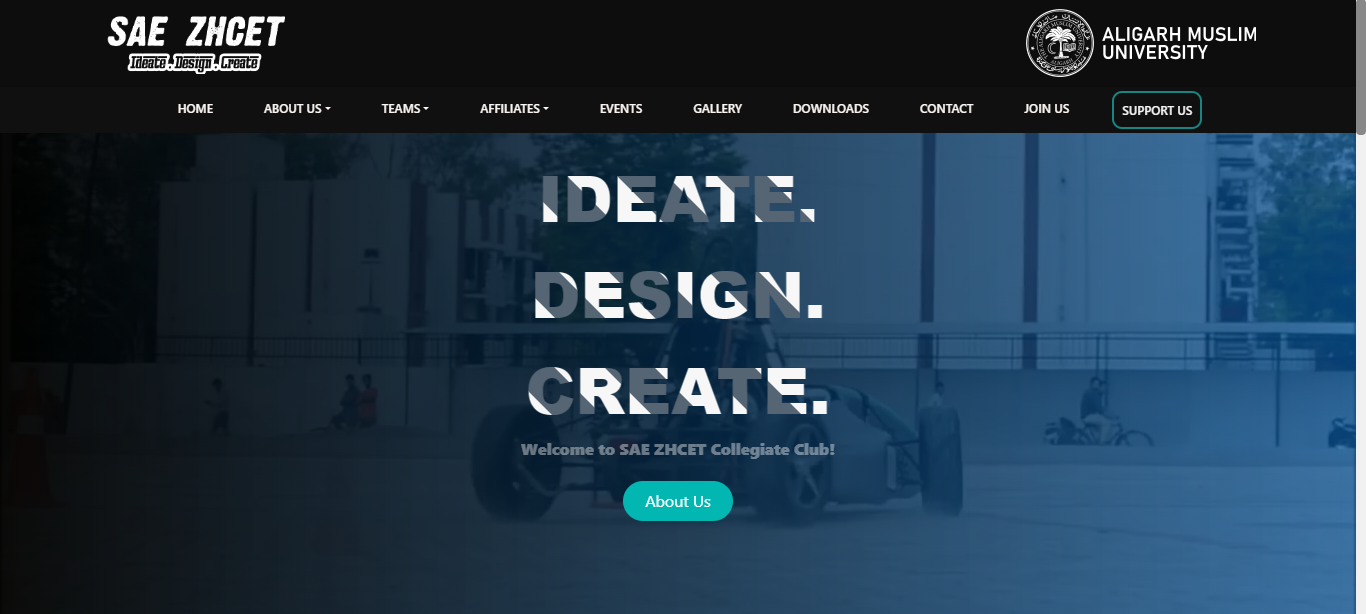 SAE ZHCET
Ideate . Design . Create
ALIGARH MUSLIM
UNIVERSITY
HOME ABOUT US TEAMS AFFILIATES EVENTS GALLERY DOWNLOADS CONTACT JOIN US SUPPORT US
IDEATE.
DESIGN.
CREATE.
Welcome to SAE ZHCET Collegiate Club!
About Us